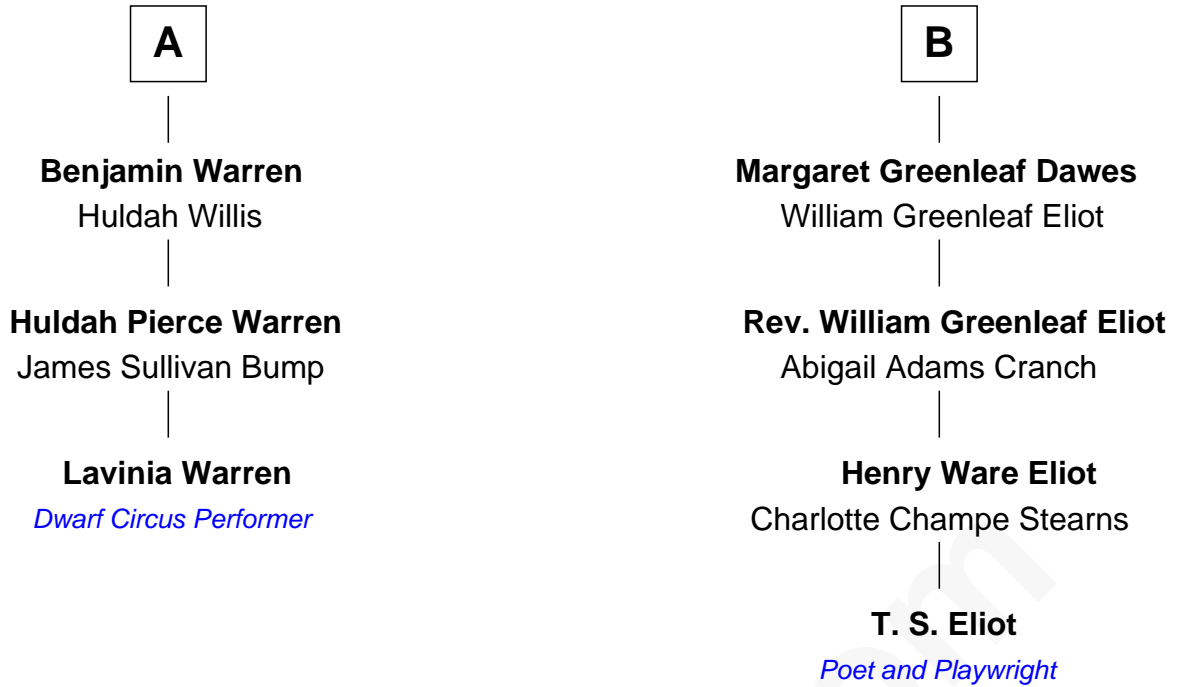 A
Benjamin Warren
Huldah Willis
Huldah Pierce Warren
James Sullivan Bump
Lavinia Warren
Dwarf Circus Performer
B
Margaret Greenleaf Dawes
William Greenleaf Eliot
Rev. William Greenleaf Eliot
Abigail Adams Cranch
Henry Ware Eliot
Charlotte Champe Stearns
T. S. Eliot
Poet and Playwright